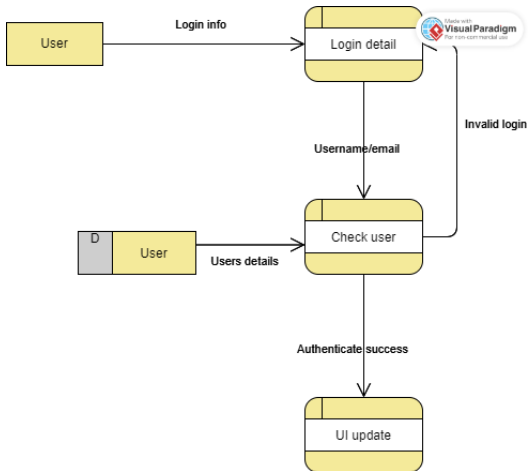 Login info
Made with
Visual Paradigm
For non-commercial use
User
Login detail
Invalid login
Username/email
D
User
Check user
Users details
Authenticate success
UI update